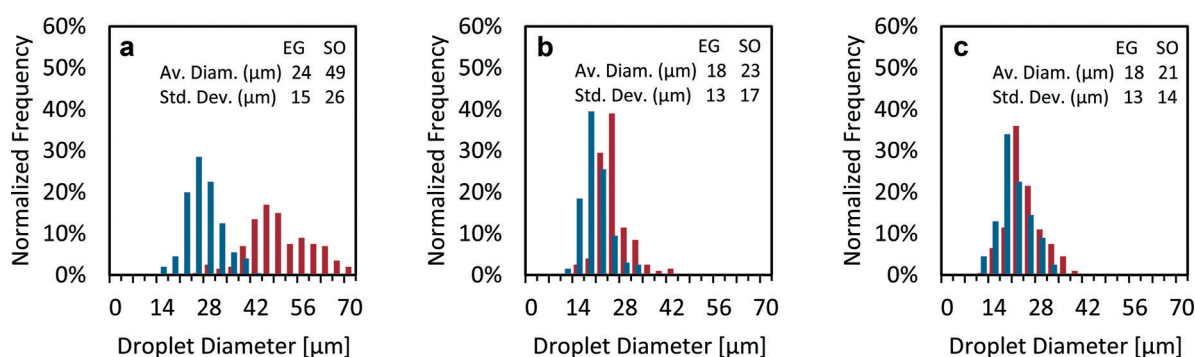 a
EG SO
Av. Diam. (μm) 24 49
Std. Dev. (μm) 15 26
60%
50%
40%
30%
20%
10%
0%
Normalized Frequency
0 14 28 42 56 70
Droplet Diameter [μm]
b
EG SO
Av. Diam. (μm) 18 23
Std. Dev. (μm) 13 17
60%
50%
40%
30%
20%
10%
0%
Normalized Frequency
0 14 28 42 56 70
Droplet Diameter [μm]
c
EG SO
Av. Diam. (μm) 18 21
Std. Dev. (μm) 13 14
60%
50%
40%
30%
20%
10%
0%
Normalized Frequency
0 14 28 42 56 70
Droplet Diameter [μm]